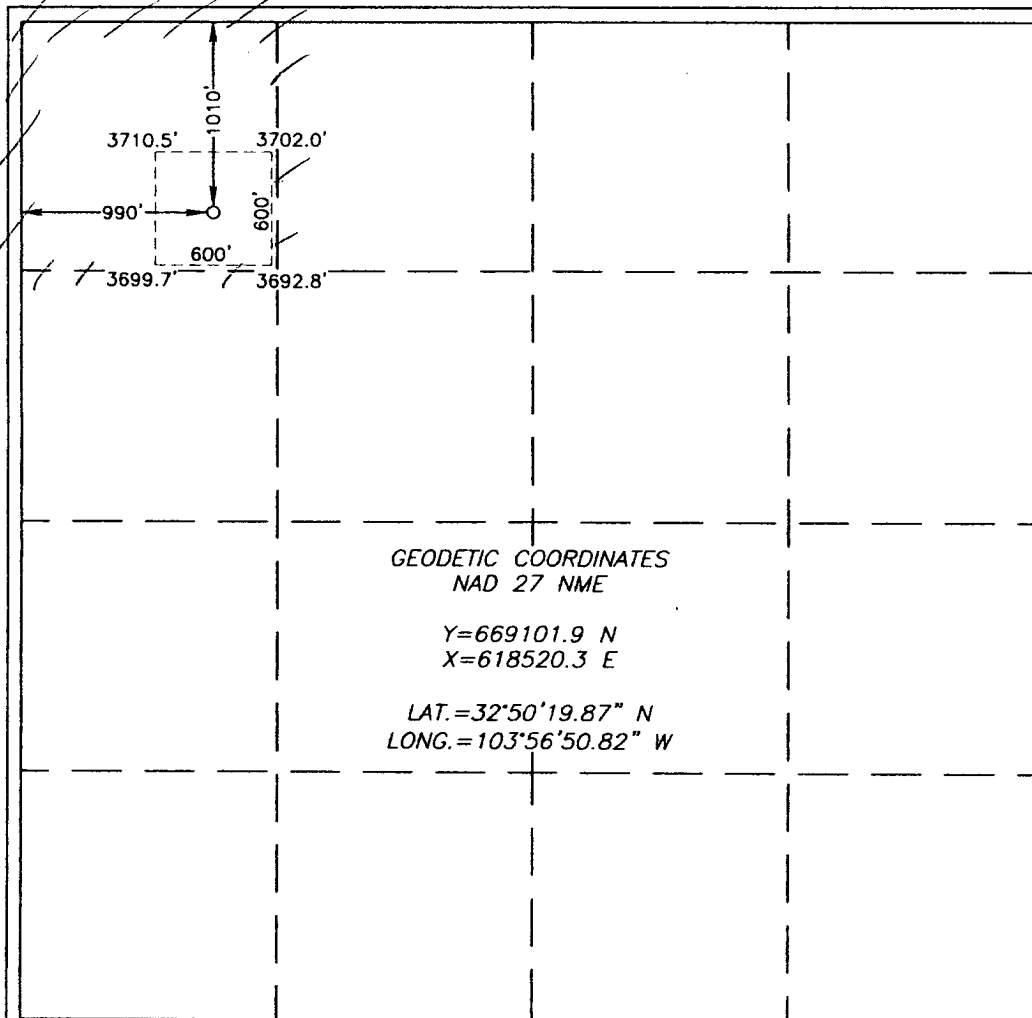 1010'
3710.5' 3702.0'
990'
600'
600'
3699.7' 3692.8'
GEODETIC COORDINATES
NAD 27 NME
Y=669101.9 N
X=618520.3 E
LAT.=32°50'19.87" N
LONG.=103°56'50.82" W